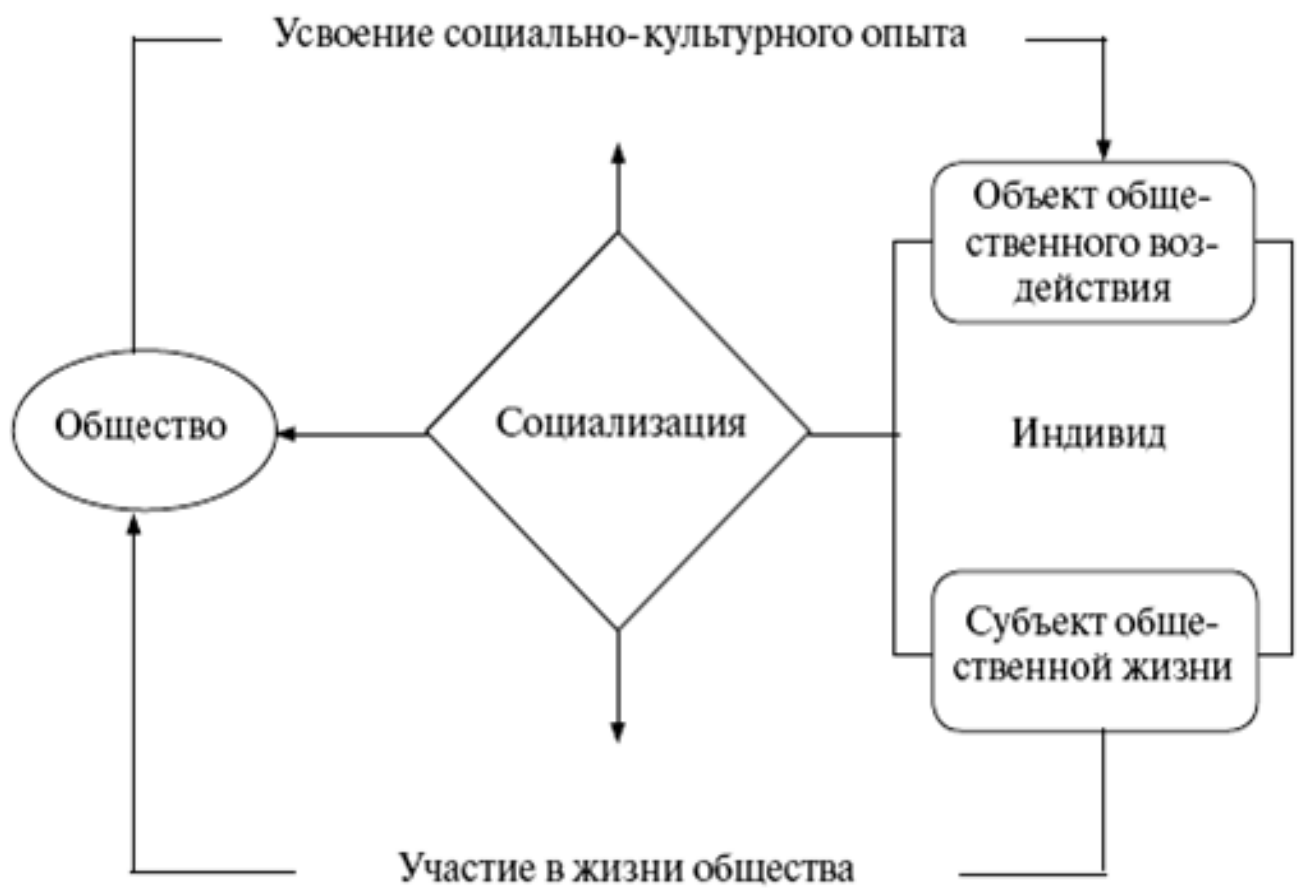 Усвоение социально-культурного опыта
Объект обще-
ственного воз-
действия
Общество
Социализация
Индивид
Субъект обще-
ственной жизни
Участие в жизни общества